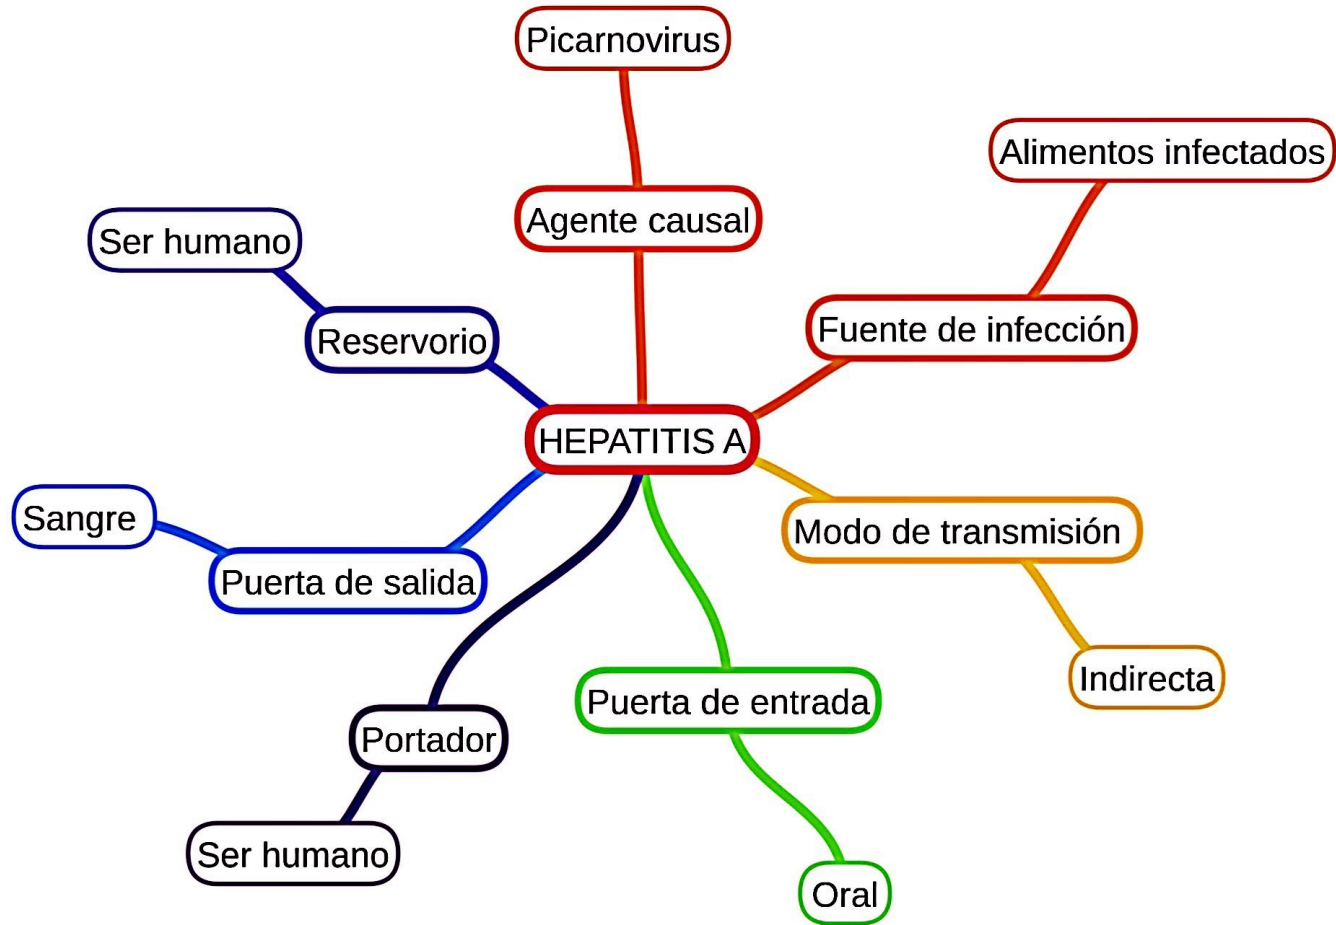 Picarnovirus
Alimentos infectados
Agente causal
Ser humano
Fuente de infección
Reservorio
HEPATITIS A
Sangre
Modo de transmisión
Puerta de salida
Indirecta
Puerta de entrada
Portador
Ser humano
Oral